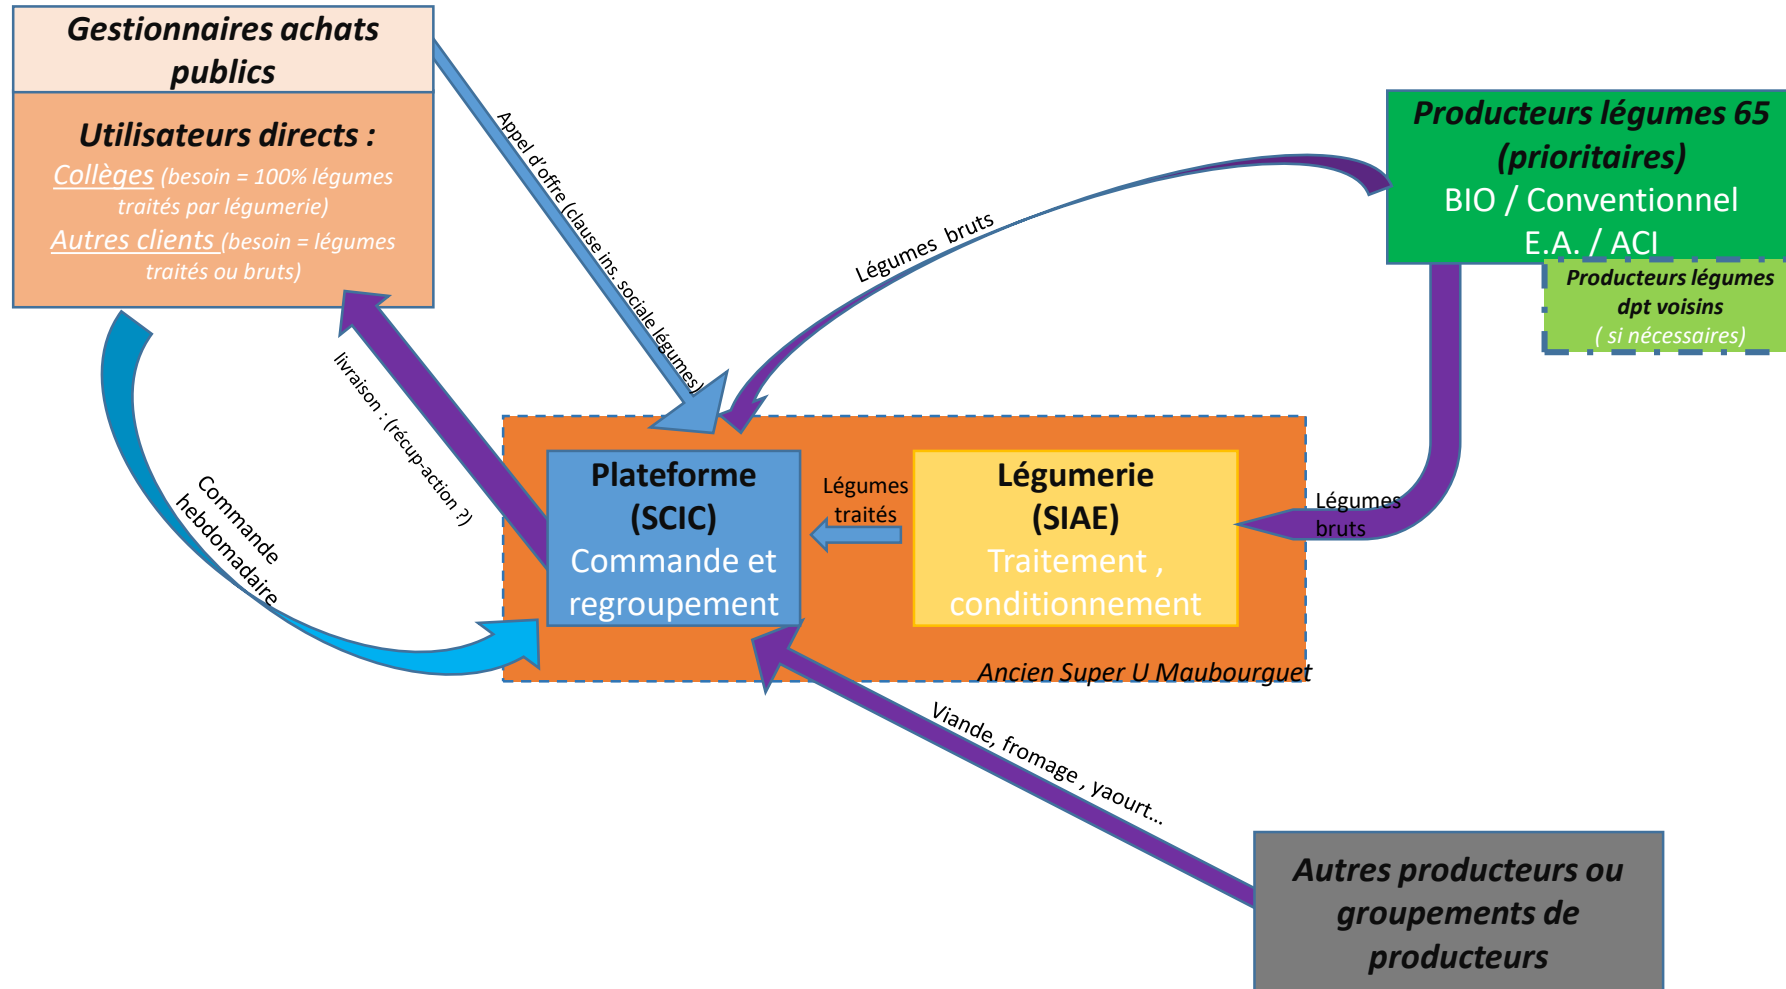 Gestionnaires achats
publics
Utilisateurs directs :
Collèges (besoin = 100% légumes
traités par légumerie)
Autres clients (besoin = légumes
traités ou bruts)
Appel d’offre (clause ins. sociale légumes)
Légumes bruts
Producteurs légumes 65
(prioritaires)
BIO / Conventionnel
E.A. / ACI
Producteurs légumes
dpt voisins
( si nécessaires)
livraison : (récup-action ?)
Commande
hebdomadaire
Plateforme
(SCIC)
Commande et
regroupement
Légumes
traités
Légumerie
(SIAE)
Traitement ,
conditionnement
Légumes
bruts
Ancien Super U Maubourguet
Viande, fromage , yaourt…
Autres producteurs ou
groupements de
producteurs